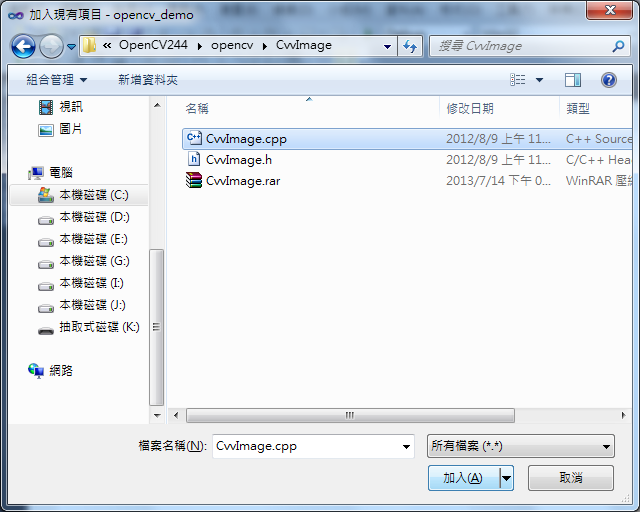 加入現有項目 - opencv_demo
« OpenCV244 opencv CvvImage
搜尋 CvvImage
組合管理 新增資料夾
名稱 修改日期 類型
視訊
圖片
電腦
本機磁碟 (C:)
本機磁碟 (D:)
本機磁碟 (E:)
本機磁碟 (G:)
本機磁碟 (I:)
本機磁碟 (J:)
抽取式磁碟 (K:)
網路
CvvImage.cpp 2012/8/9 上午 11... C++ Source
CvvImage.h 2012/8/9 上午 11... C/C++ Head
CvvImage.rar 2013/7/14 下午 0... WinRAR 壓縮
檔案名稱(N): CvvImage.cpp 所有檔案 (*.*)
加入(A) 取消